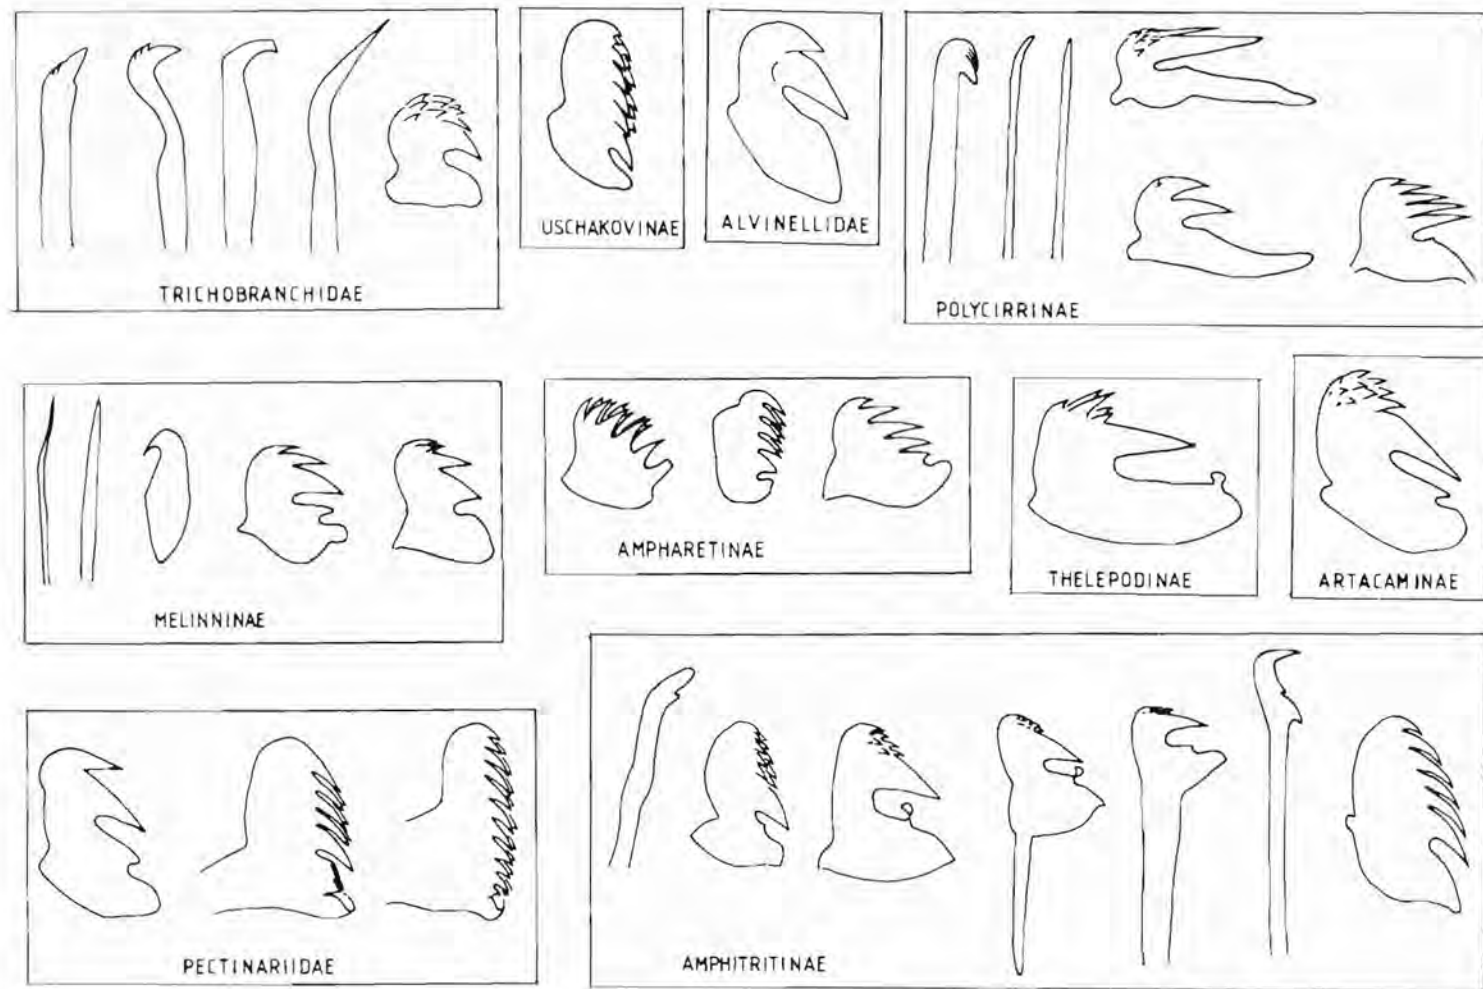 TRICHOBRANCHIDAE
USCHAKOVINAE
ALVINELLIDAE
POLYCIRRINAE
MELINNINAE
AMPHARETINAE
THELEPODINAE
ARTACAMINAE
PECTINARIIDAE
AMPHITRITINAE